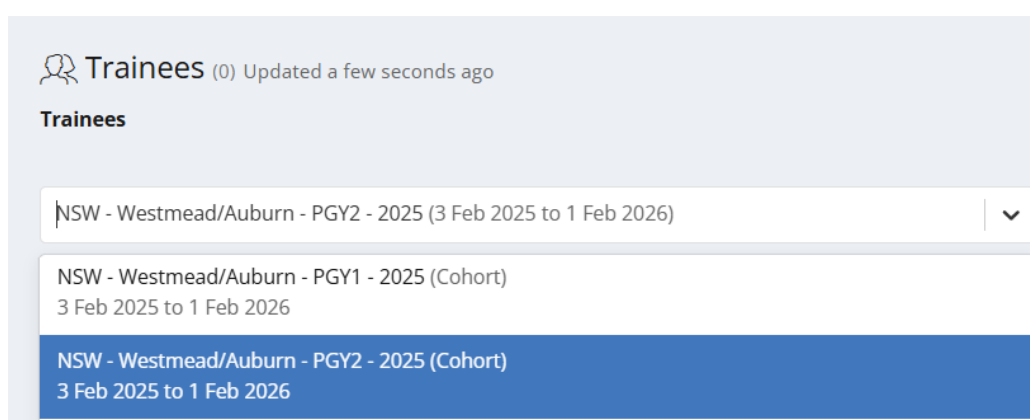 Trainees (0) Updated a few seconds ago
Trainees
NSW - Westmead/Auburn - PGY2 - 2025 (3 Feb 2025 to 1 Feb 2026)
NSW - Westmead/Auburn - PGY1 - 2025 (Cohort)
3 Feb 2025 to 1 Feb 2026
NSW - Westmead/Auburn - PGY2 - 2025 (Cohort)
3 Feb 2025 to 1 Feb 2026